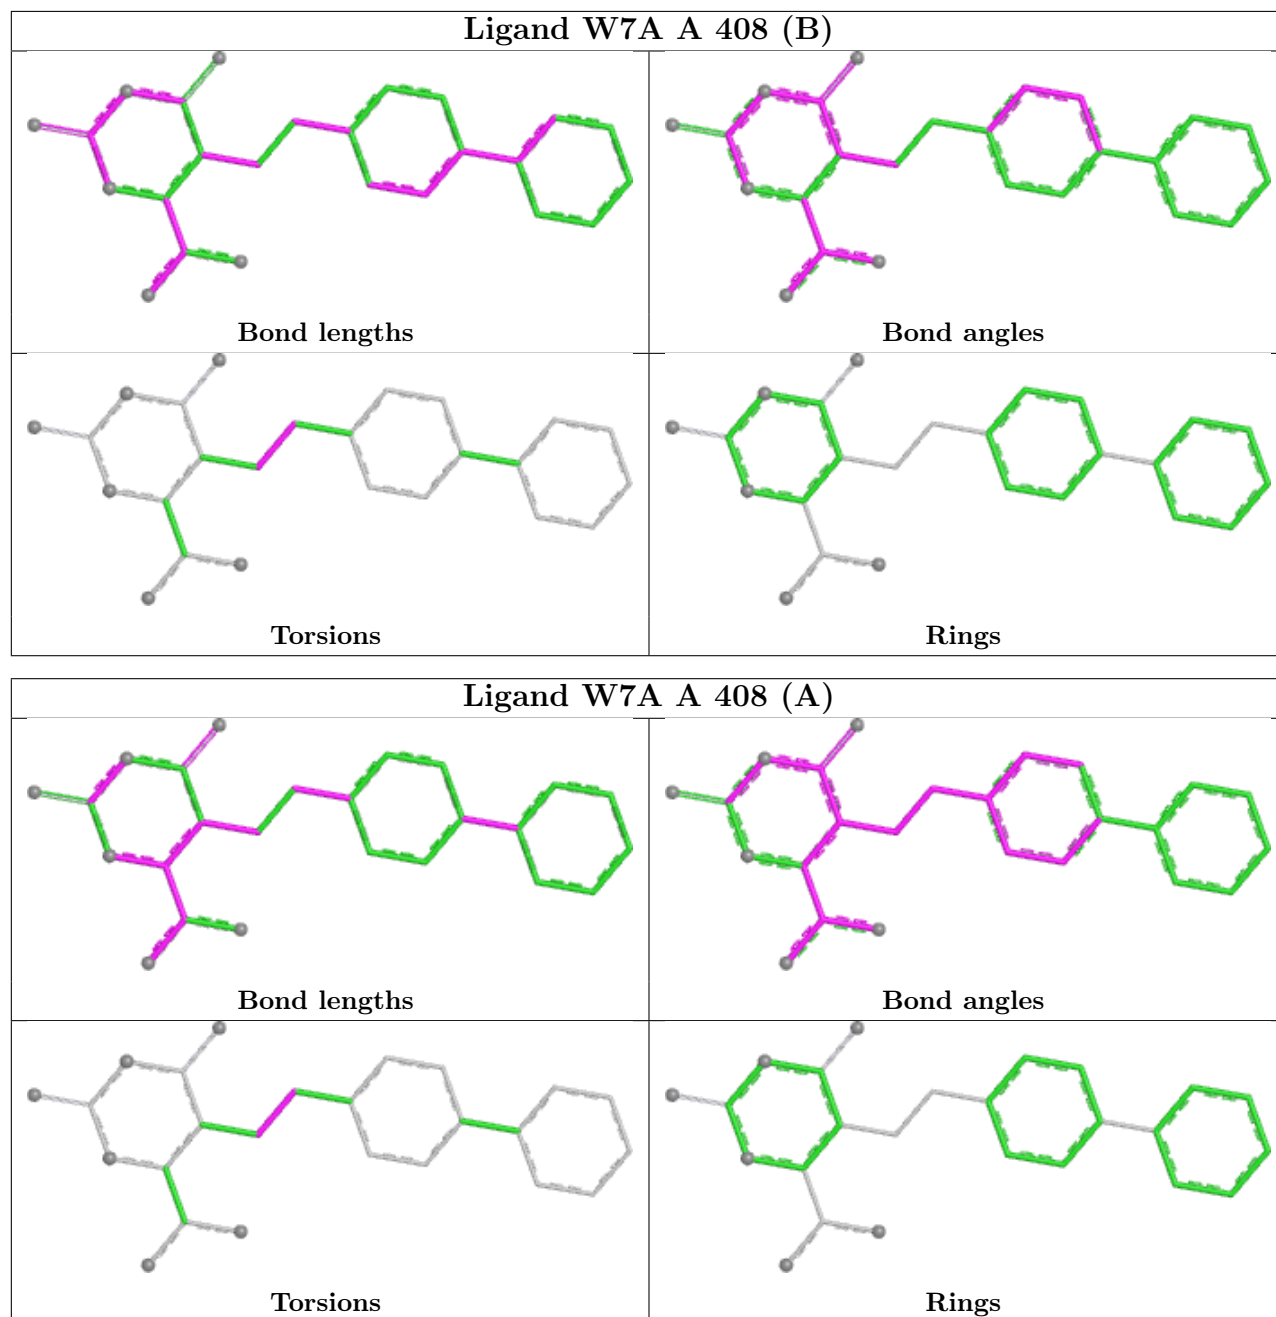 Ligand W7A A 408 (B)
Bond lengths
Bond angles
Torsions
Rings
Ligand W7A A 408 (A)
Bond lengths
Bond angles
Torsions
Rings